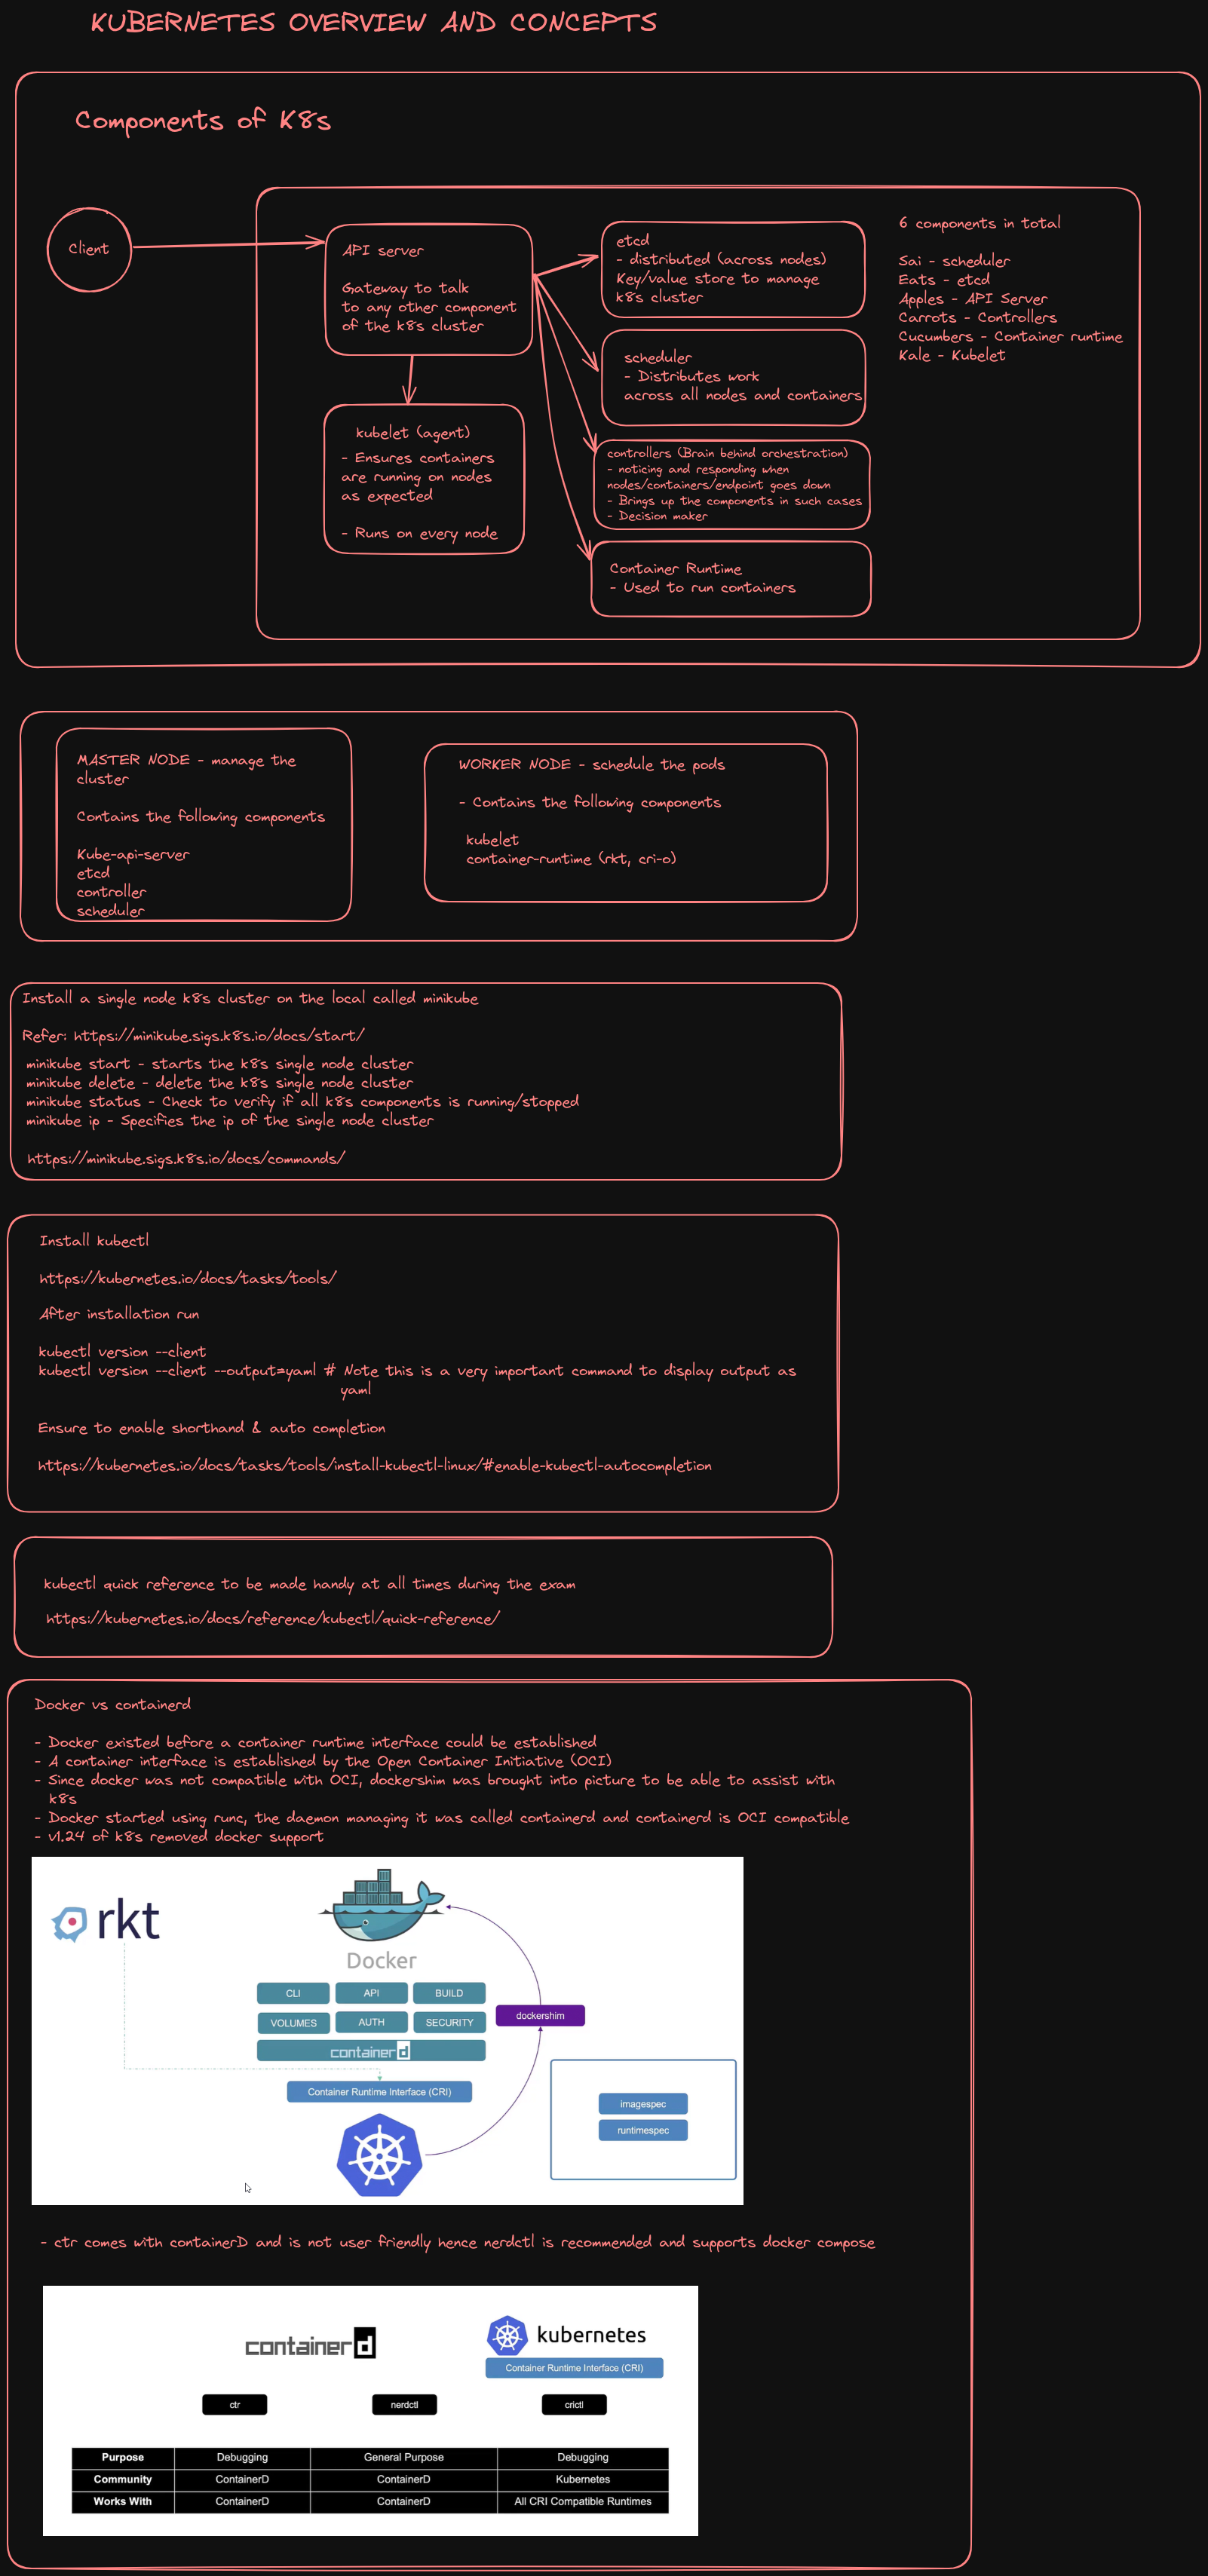 KUBERNETES OVERVIEW AND CONCEPTS
Components of K8s
Client
API server
Gateway to talk
to any other component
of the k8s cluster
kubelet (agent)
- Ensures containers
are running on nodes
as expected
- Runs on every node
etcd
- distributed (across nodes)
Key/value store to manage
k8s cluster
scheduler
- Distributes work
across all nodes and containers
controllers (Brain behind orchestration)
- noticing and responding when
nodes/containers/endpoint goes down
- Brings up the components in such cases
- Decision maker
Container Runtime
- Used to run containers
6 components in total
Sai - scheduler
Eats - etcd
Apples - API Server
Carrots - Controllers
Cucumbers - Container runtime
Kale - Kubelet
MASTER NODE - manage the
cluster
Contains the following components
Kube-api-server
etcd
controller
scheduler
WORKER NODE - schedule the pods
- Contains the following components
kubelet
container-runtime (rkt, cri-o)
Install a single node k8s cluster on the local called minikube
Refer: https://minikube.sigs.k8s.io/docs/start/
minikube start - starts the k8s single node cluster
minikube delete - delete the k8s single node cluster
minikube status - Check to verify if all k8s components is running/stopped
minikube ip - Specifies the ip of the single node cluster
https://minikube.sigs.k8s.io/docs/commands/
Install kubectl
https://kubernetes.io/docs/tasks/tools/
After installation run
kubectl version --client
kubectl version --client --output=yaml # Note this is a very important command to display output as
yaml
Ensure to enable shorthand & auto completion
https://kubernetes.io/docs/tasks/tools/install-kubectl-linux/#enable-kubectl-autocompletion
kubectl quick reference to be made handy at all times during the exam
https://kubernetes.io/docs/reference/kubectl/quick-reference/
Docker vs containerd
- Docker existed before a container runtime interface could be established
- A container interface is established by the Open Container Initiative (OCI)
- Since docker was not compatible with OCI, dockershim was brought into picture to be able to assist with
k8s
- Docker started using runc, the daemon managing it was called containerd and containerd is OCI compatible
- v1.24 of k8s removed docker support
rkt
Docker
CLI API BUILD
VOLUMES AUTH SECURITY
containerd
dockershim
Container Runtime Interface (CRI)
imagespec
runtimespec
- ctr comes with containerD and is not user friendly hence nerdctl is recommended and supports docker compose
containerd
kubernetes
Container Runtime Interface (CRI)
ctr nerdctl crictl
Purpose Debugging General Purpose Debugging
Community ContainerD ContainerD Kubernetes
Works With ContainerD ContainerD All CRI Compatible Runtimes